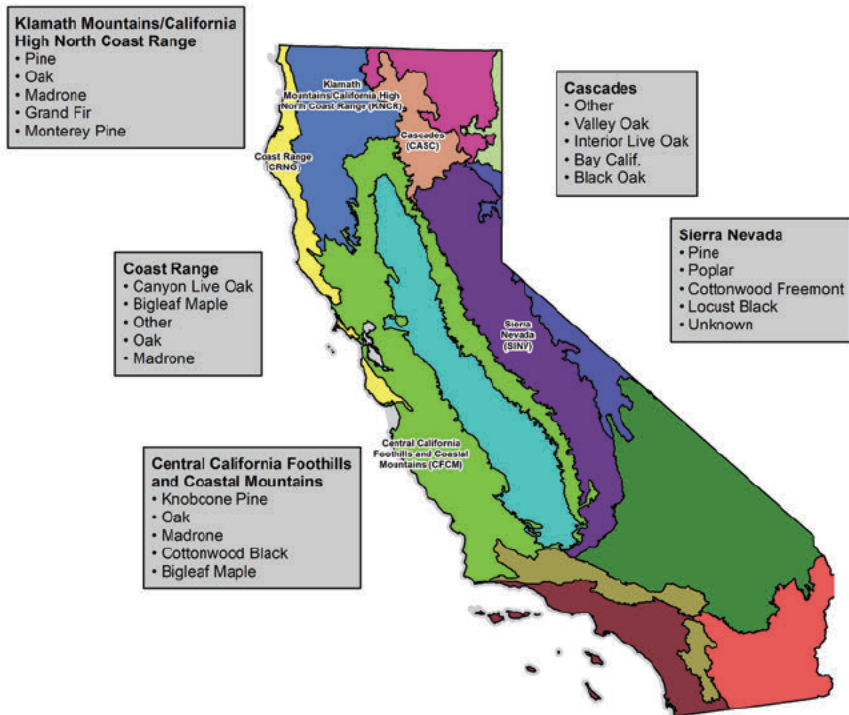 Klamath Mountains/California
High North Coast Range
• Pine
• Oak
• Madrone
• Grand Fir
• Monterey Pine
Klamath
Mountains/California High
North Coast Range (KNCR)
Cascades
(CASC)
Coast Range
CRNG)
Cascades
• Other
• Valley Oak
• Interior Live Oak
• Bay Calif.
• Black Oak
Sierra Nevada
• Pine
• Poplar
• Cottonwood Freemont
• Locust Black
• Unknown
Coast Range
• Canyon Live Oak
• Bigleaf Maple
• Other
• Oak
• Madrone
Sierra
Nevada
(SINV)
Central California
Foothills and Coastal
Mountains (CFCM)
Central California Foothills
and Coastal Mountains
• Knobcone Pine
• Oak
• Madrone
• Cottonwood Black
• Bigleaf Maple